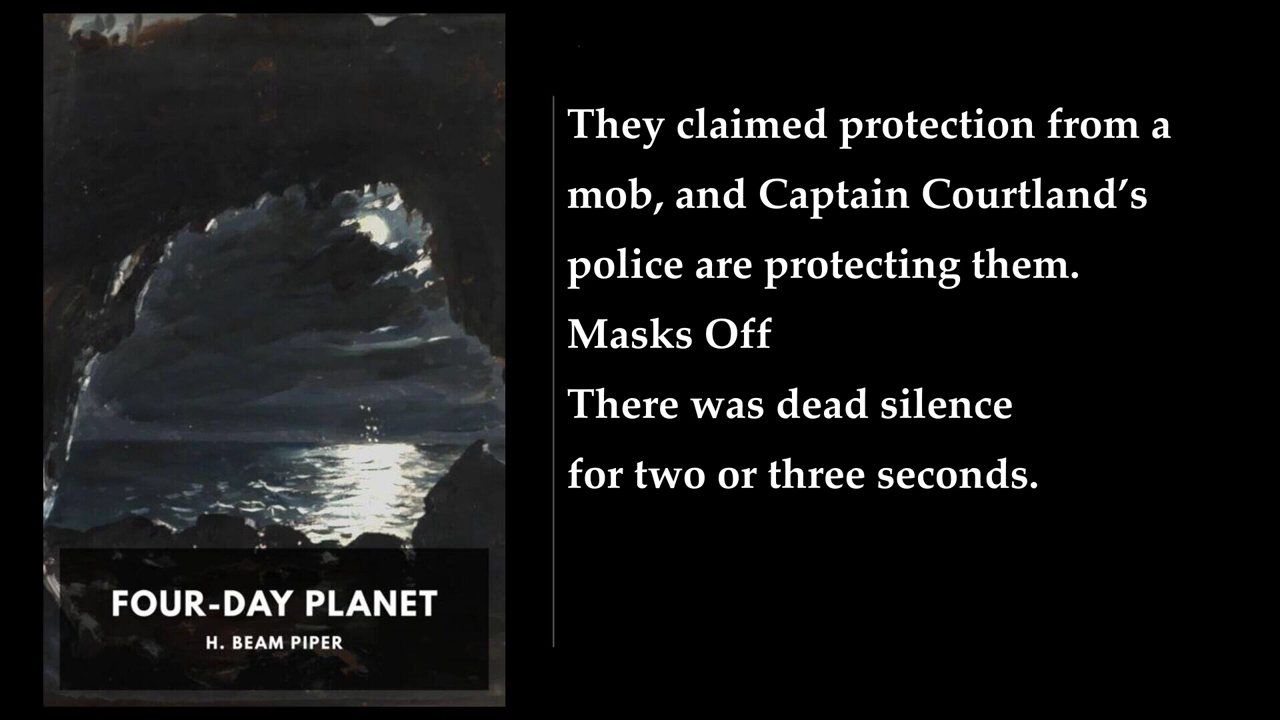 They claimed protection from a
mob, and Captain Courtland’s
police are protecting them.
Masks Off
There was dead silence
for two or three seconds.
FOUR-DAY PLANET
H. BEAM PIPER